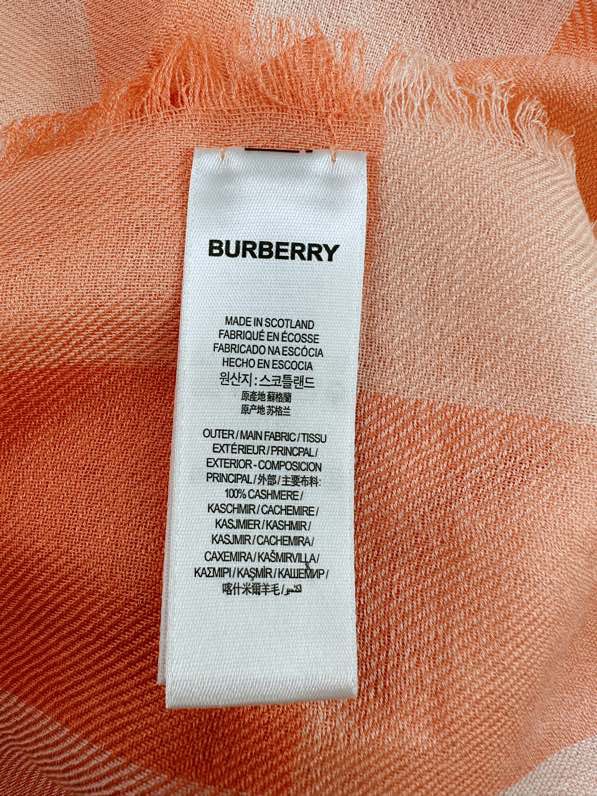 BURBERRY
MADE IN SCOTLAND
FABRIQUÉ EN ÉCOSSE
FABRICADO NA ESCÓCIA
HECHO EN ESCOCIA
원산지 : 스코틀랜드
原產地 蘇格蘭
原产地 苏格兰
OUTER / MAIN FABRIC / TISSU
EXTÉRIEUR / PRINCPAL /
EXTERIOR - COMPOSICION
PRINCIPAL / 外部 / 主要布料:
100% CASHMERE /
KASCHMIR / CACHEMIRE /
KASJMIER / KASHMIR /
KASJMIR / CACHEMIRA /
CAXEMIRA / KAŠMIRVILLA /
ΚΑΣΜΙΡΙ / KAŞMİR / КАШЕМИР /
喀什米爾羊毛 /